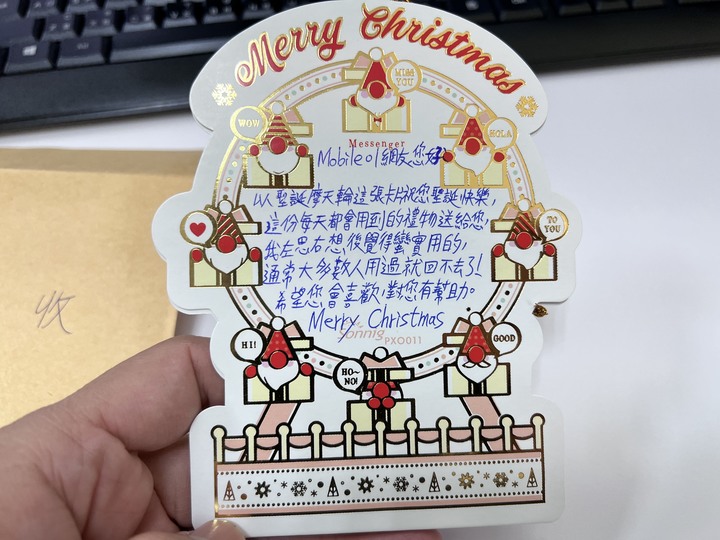 Merry Christmas
MISS
YOU
WOW
HOLA
Messenger
Mobile01網友您好
以聖誕摩天輪這張卡片祝您聖誕快樂,
這份每天都會用到的禮物送給您,
我左思右想後覺得蠻實用的,
通常大多數人用過就回不去了!
希望您會喜歡,對您有幫助。
Merry Christmas
TO
YOU
sonnig
PXO011
HI!
GOOD
HO~
NO!
收